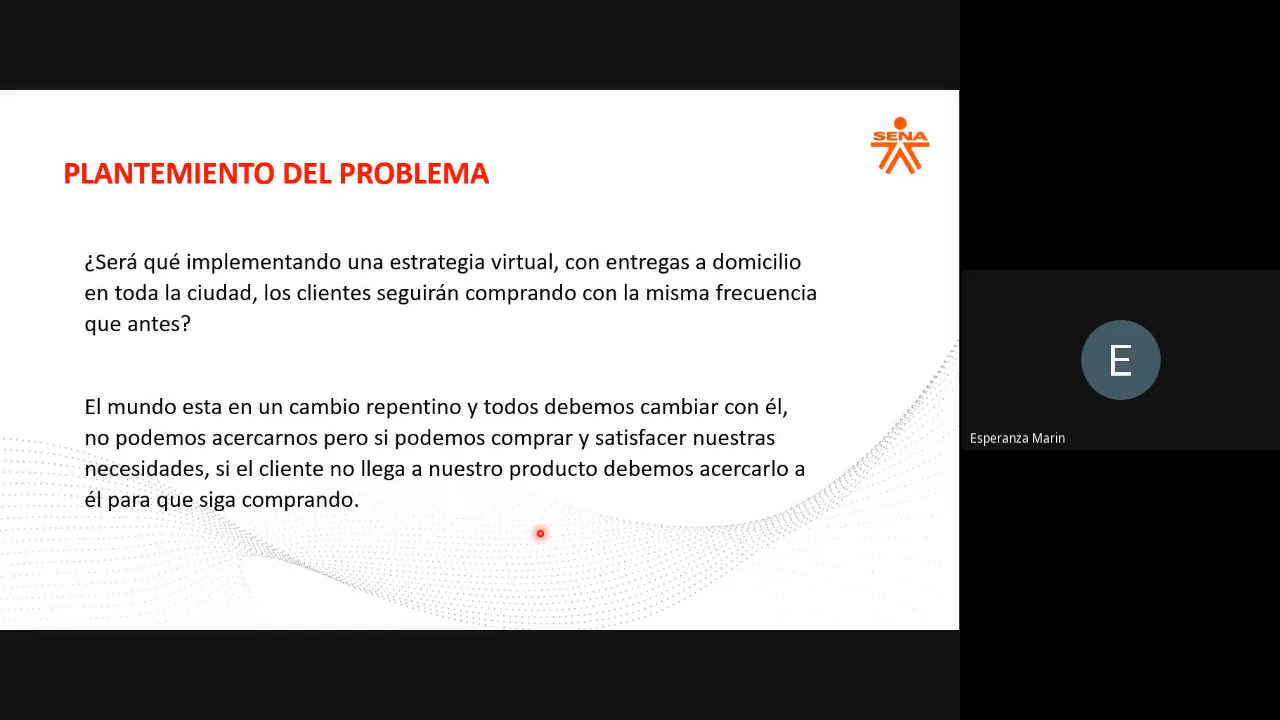 SENA
PLANTEMIENTO DEL PROBLEMA
¿Será qué implementando una estrategia virtual, con entregas a domicilio
en toda la ciudad, los clientes seguirán comprando con la misma frecuencia
que antes?
El mundo esta en un cambio repentino y todos debemos cambiar con él,
no podemos acercarnos pero si podemos comprar y satisfacer nuestras
necesidades, si el cliente no llega a nuestro producto debemos acercarlo a
él para que siga comprando.
E
Esperanza Marin